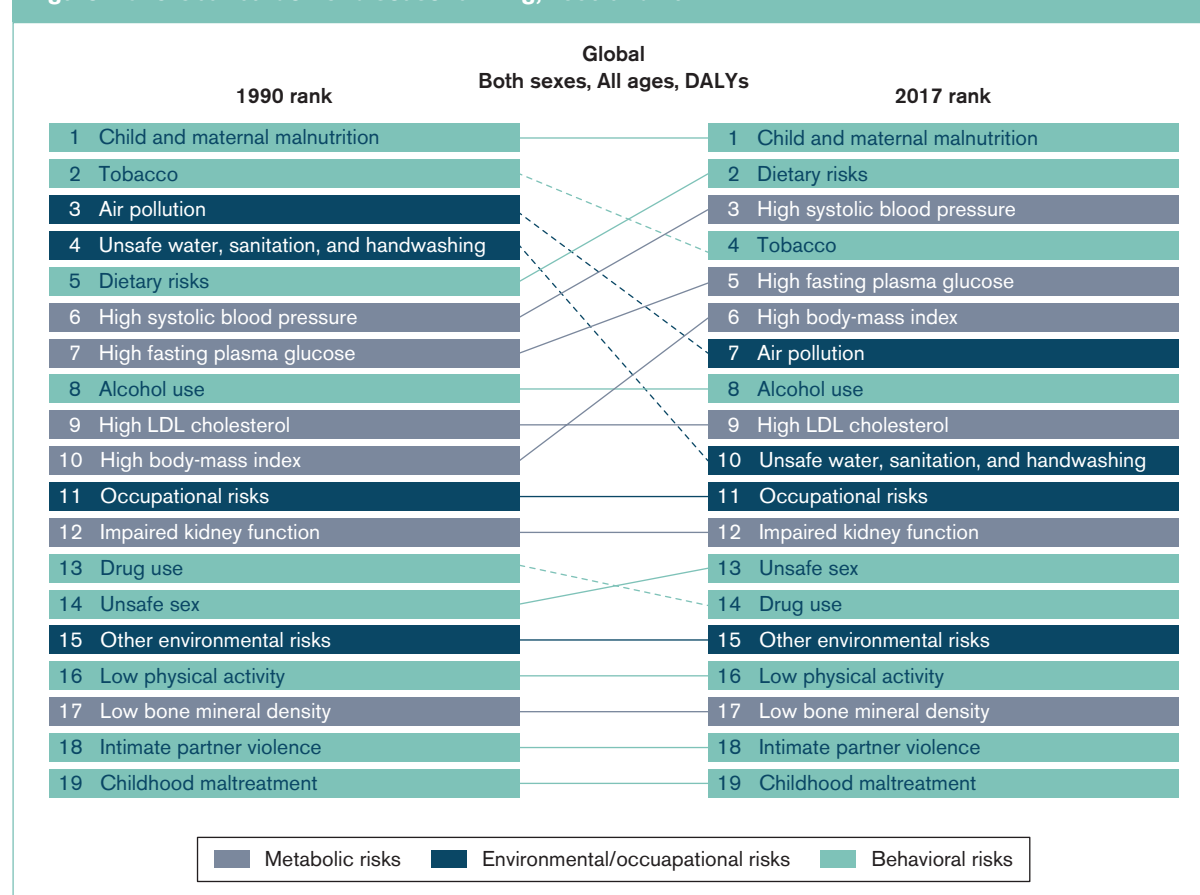 Global
Both sexes, All ages, DALYs
1990 rank
1 Child and maternal malnutrition
2 Tobacco
3 Air pollution
4 Unsafe water, sanitation, and handwashing
5 Dietary risks
6 High systolic blood pressure
7 High fasting plasma glucose
8 Alcohol use
9 High LDL cholesterol
10 High body-mass index
11 Occupational risks
12 Impaired kidney function
13 Drug use
14 Unsafe sex
15 Other environmental risks
16 Low physical activity
17 Low bone mineral density
18 Intimate partner violence
19 Childhood maltreatment
2017 rank
1 Child and maternal malnutrition
2 Dietary risks
3 High systolic blood pressure
4 Tobacco
5 High fasting plasma glucose
6 High body-mass index
7 Air pollution
8 Alcohol use
9 High LDL cholesterol
10 Unsafe water, sanitation, and handwashing
11 Occupational risks
12 Impaired kidney function
13 Unsafe sex
14 Drug use
15 Other environmental risks
16 Low physical activity
17 Low bone mineral density
18 Intimate partner violence
19 Childhood maltreatment
Metabolic risks
Environmental/occuapational risks
Behavioral risks